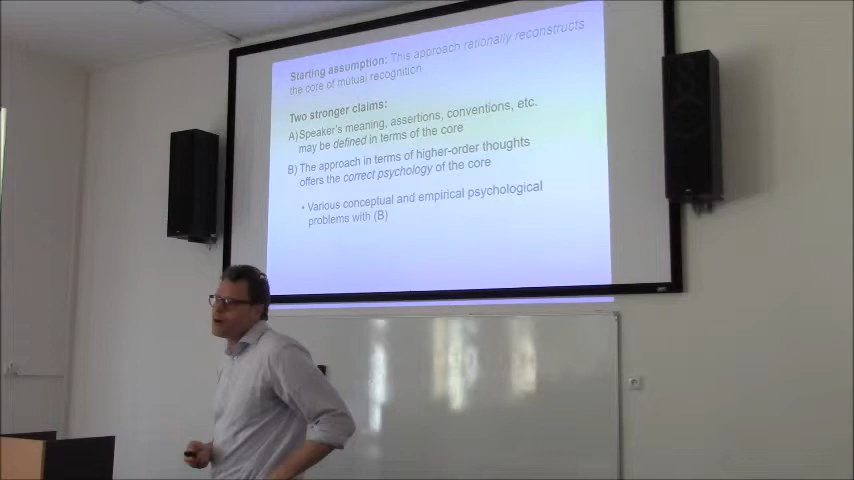 Starting assumption: This approach rationally reconstructs
the core of mutual recognition
Two stronger claims:
A) Speaker's meaning, assertions, conventions, etc.
may be defined in terms of the core
B) The approach in terms of higher-order thoughts
offers the correct psychology of the core
• Various conceptual and empirical psychological
problems with (B)